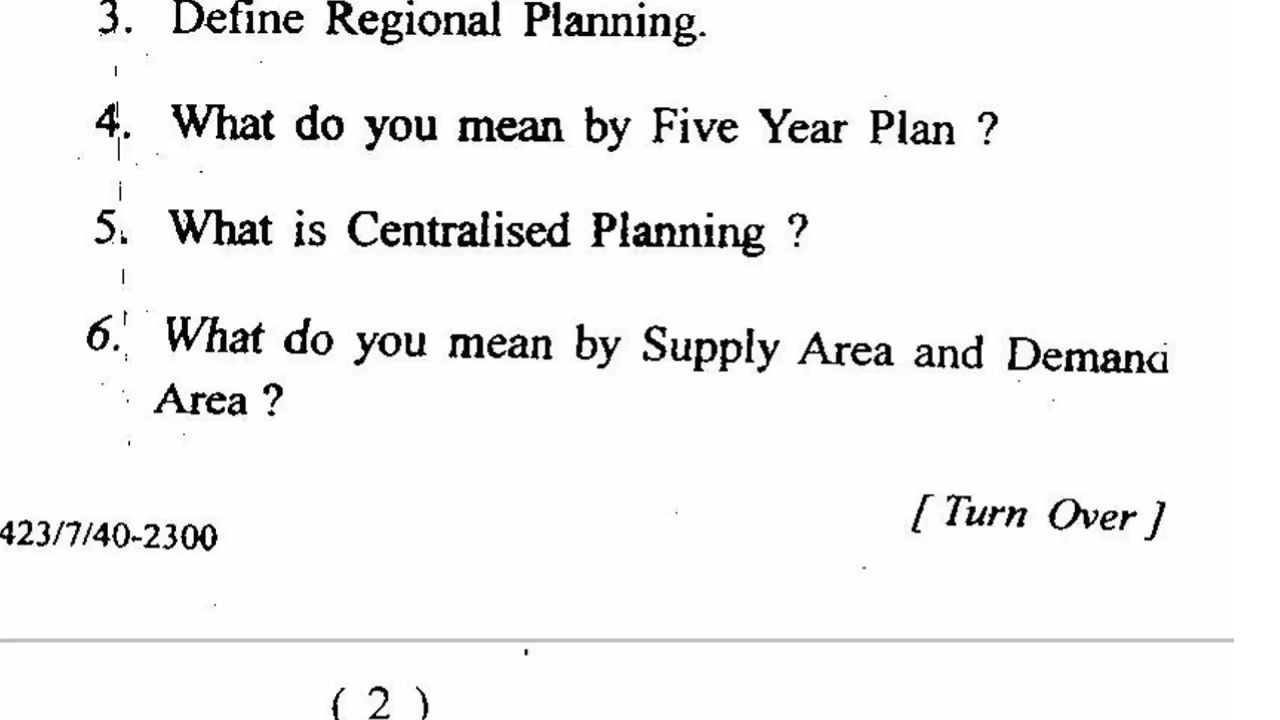 3. Define Regional Planning.
4. What do you mean by Five Year Plan ?
5. What is Centralised Planning ?
6. What do you mean by Supply Area and Demand
Area ?
[ Turn Over ]
423/7/40-2300
( 2 )